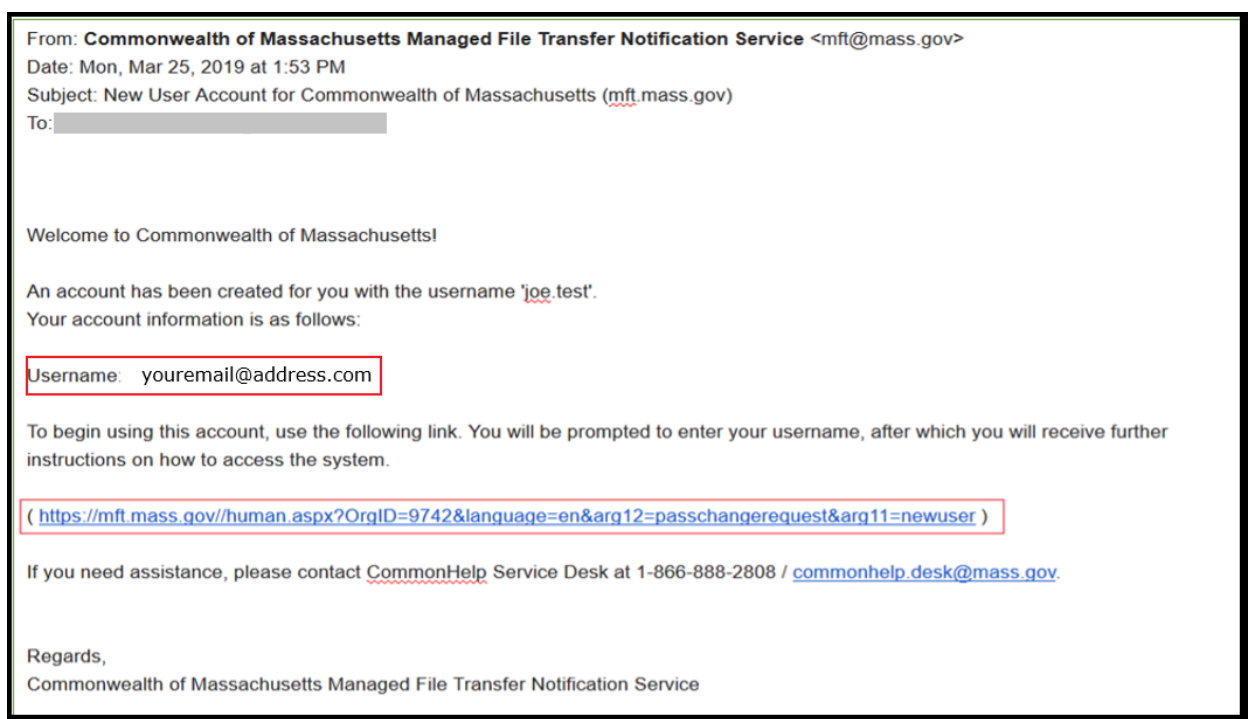 From: Commonwealth of Massachusetts Managed File Transfer Notification Service <mft@mass.gov>
Date: Mon, Mar 25, 2019 at 1:53 PM
Subject: New User Account for Commonwealth of Massachusetts (mft.mass.gov)
To:
Welcome to Commonwealth of Massachusetts!
An account has been created for you with the username 'joe.test'.
Your account information is as follows:
Username: youremail@address.com
To begin using this account, use the following link. You will be prompted to enter your username, after which you will receive further
instructions on how to access the system.
( https://mft.mass.gov//human.aspx?OrgID=9742&language=en&arg12=passchangerequest&arg11=newuser )
If you need assistance, please contact CommonHelp Service Desk at 1-866-888-2808 / commonhelp.desk@mass.gov.
Regards,
Commonwealth of Massachusetts Managed File Transfer Notification Service